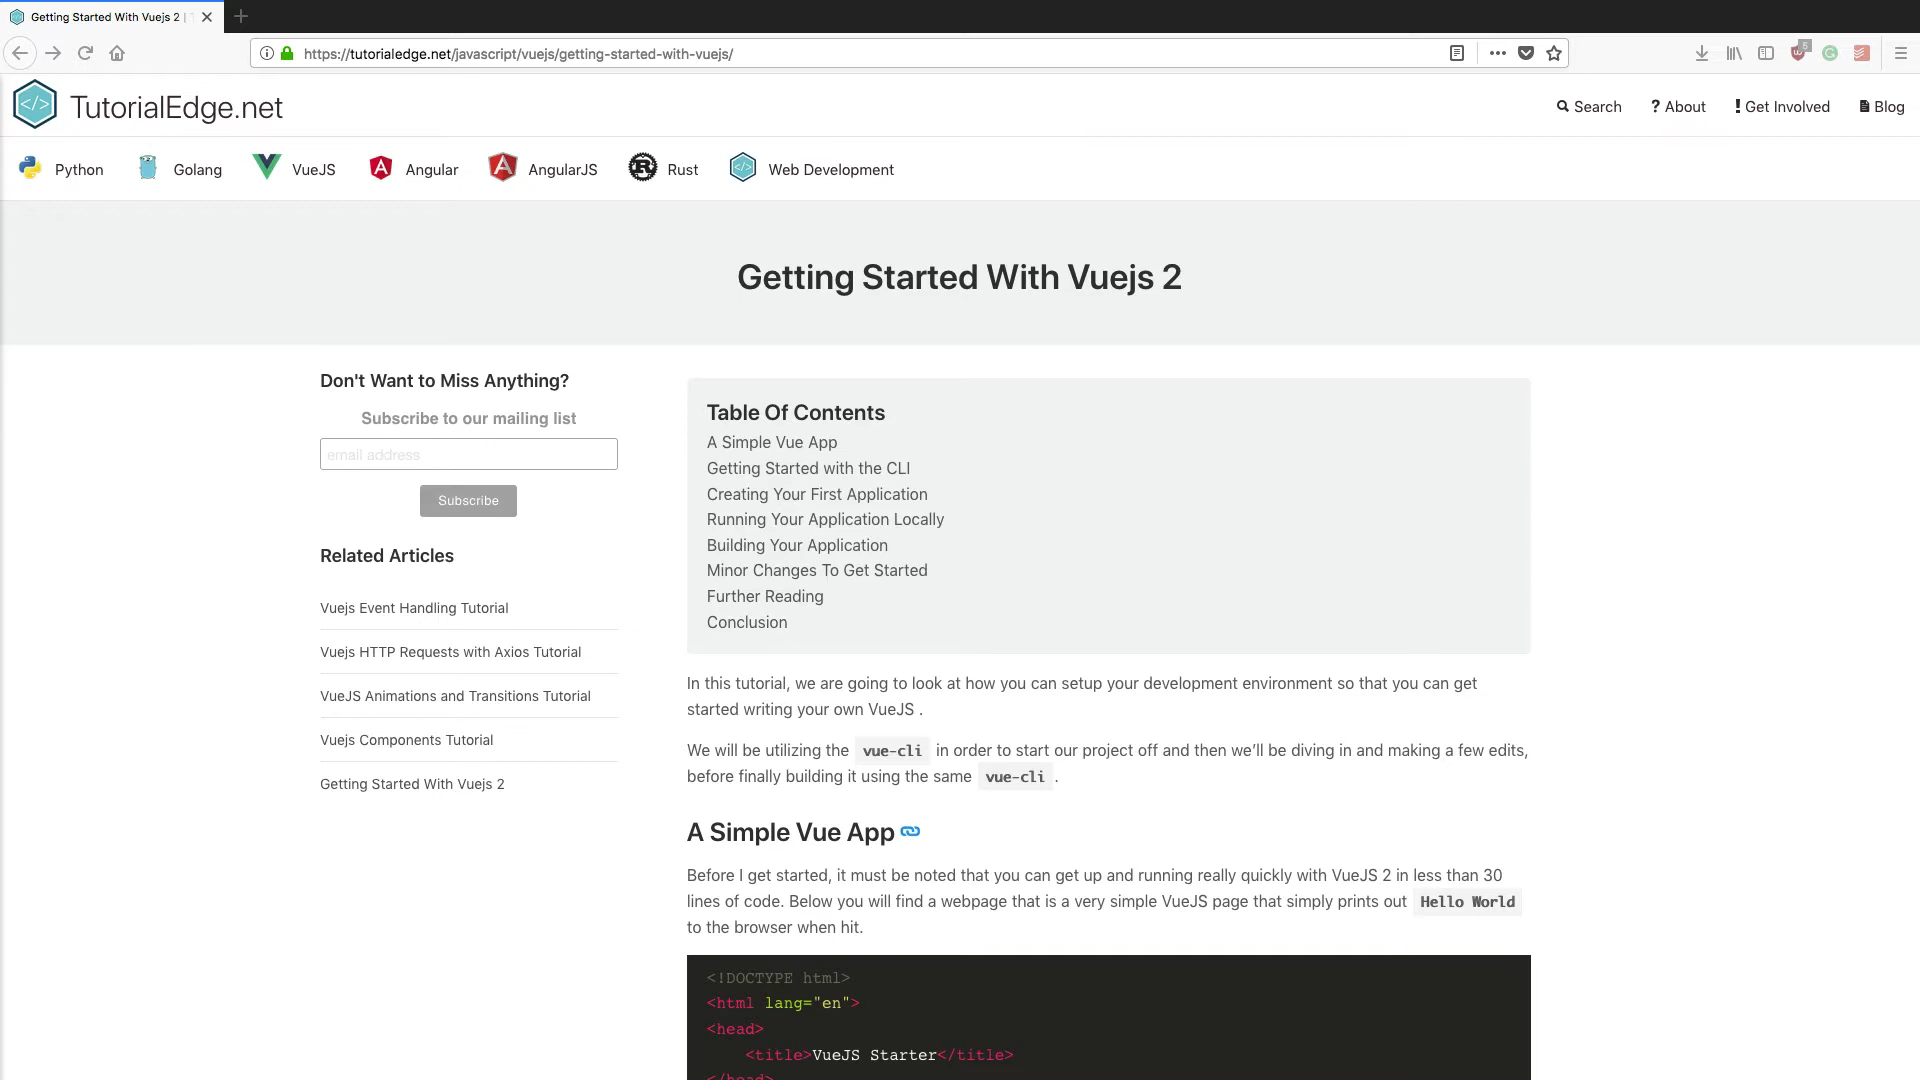 Getting Started With Vuejs 2 |
https://tutorialedge.net/javascript/vuejs/getting-started-with-vuejs/
5
TutorialEdge.net
Search
? About
! Get Involved
Blog
Python
Golang
VueJS
Angular
AngularJS
Rust
Web Development
Getting Started With Vuejs 2
Don't Want to Miss Anything?
Subscribe to our mailing list
email address
Subscribe
Related Articles
Vuejs Event Handling Tutorial
Vuejs HTTP Requests with Axios Tutorial
VueJS Animations and Transitions Tutorial
Vuejs Components Tutorial
Getting Started With Vuejs 2
Table Of Contents
A Simple Vue App
Getting Started with the CLI
Creating Your First Application
Running Your Application Locally
Building Your Application
Minor Changes To Get Started
Further Reading
Conclusion
In this tutorial, we are going to look at how you can setup your development environment so that you can get
started writing your own VueJS .
We will be utilizing the vue-cli in order to start our project off and then we’ll be diving in and making a few edits,
before finally building it using the same vue-cli .
A Simple Vue App
Before I get started, it must be noted that you can get up and running really quickly with VueJS 2 in less than 30
lines of code. Below you will find a webpage that is a very simple VueJS page that simply prints out Hello World
to the browser when hit.
<!DOCTYPE html>
<html lang="en">
<head>
<title>VueJS Starter</title>
</head>